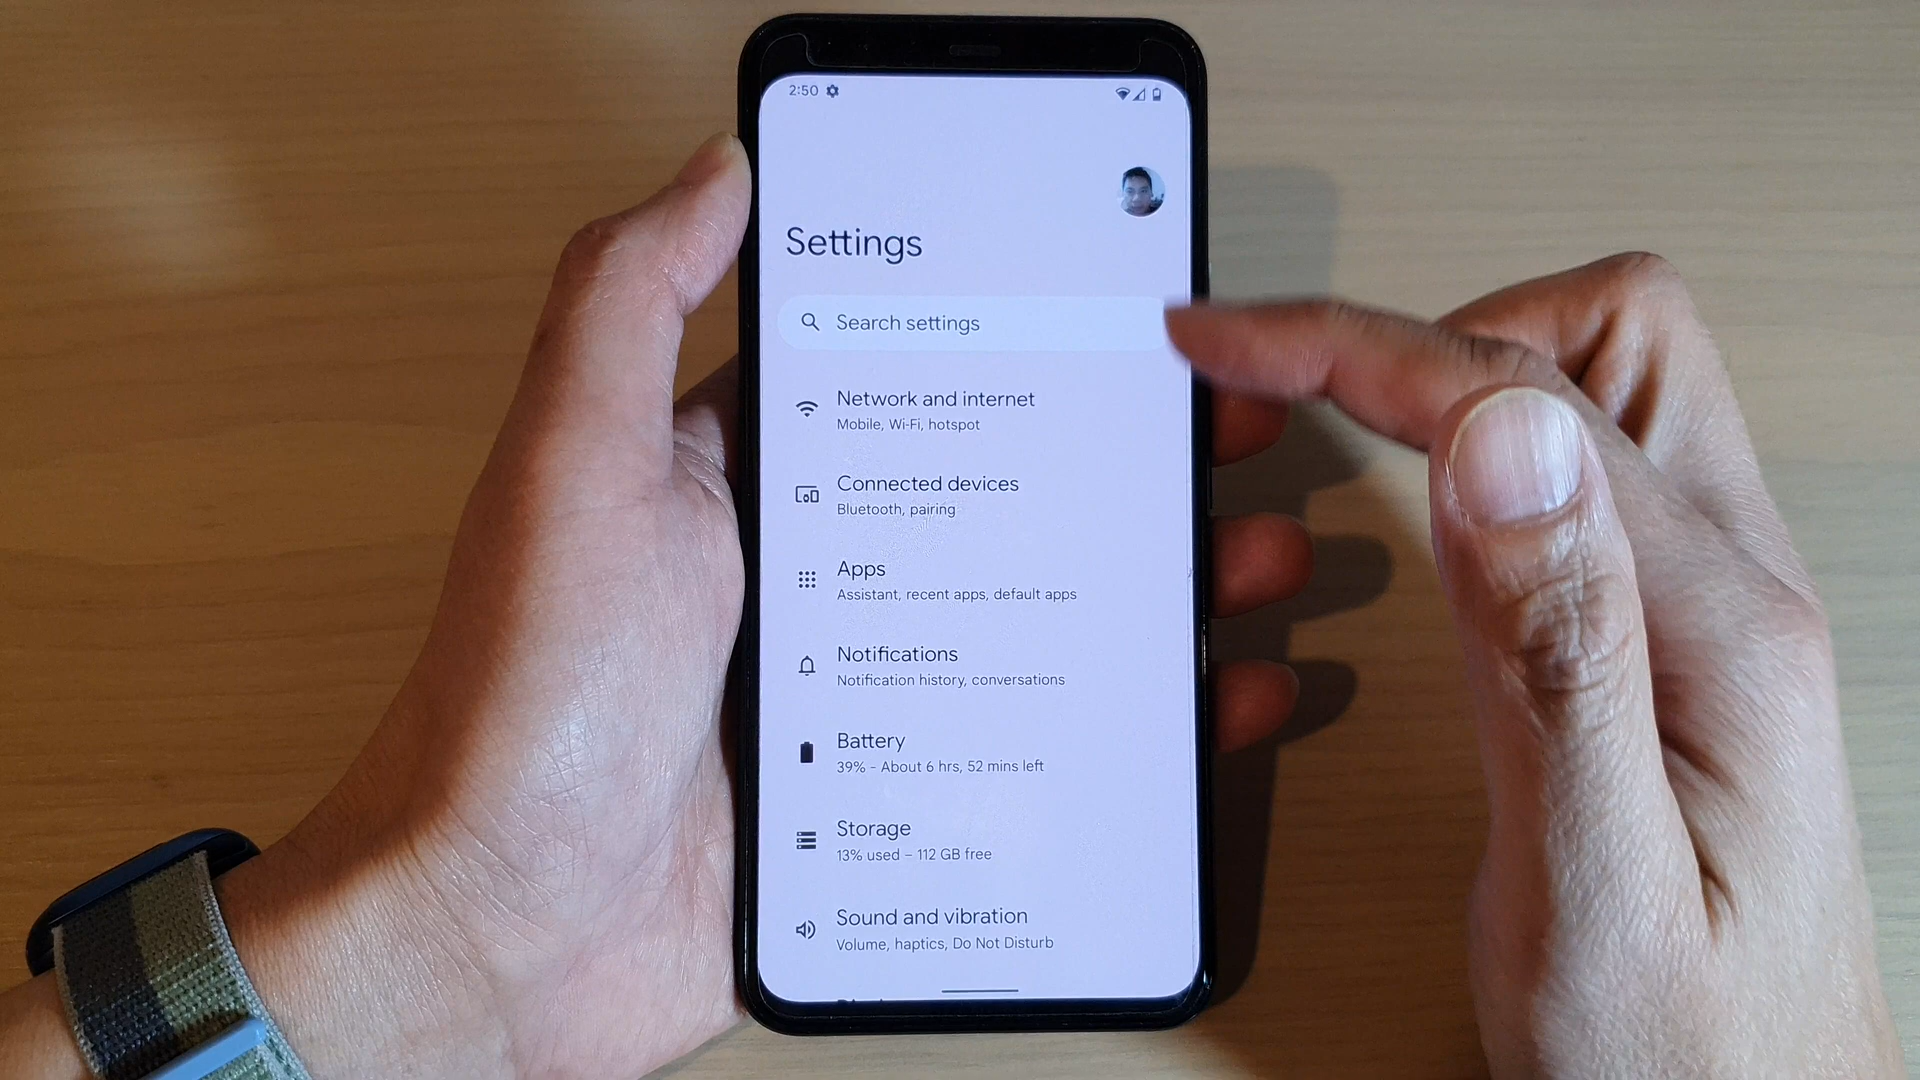 2:50
Settings
Search settings
Network and internet
Mobile, Wi-Fi, hotspot
Connected devices
Bluetooth, pairing
Apps
Assistant, recent apps, default apps
Notifications
Notification history, conversations
Battery
39% – About 6 hrs, 52 mins left
Storage
13% used – 112 GB free
Sound and vibration
Volume, haptics, Do Not Disturb